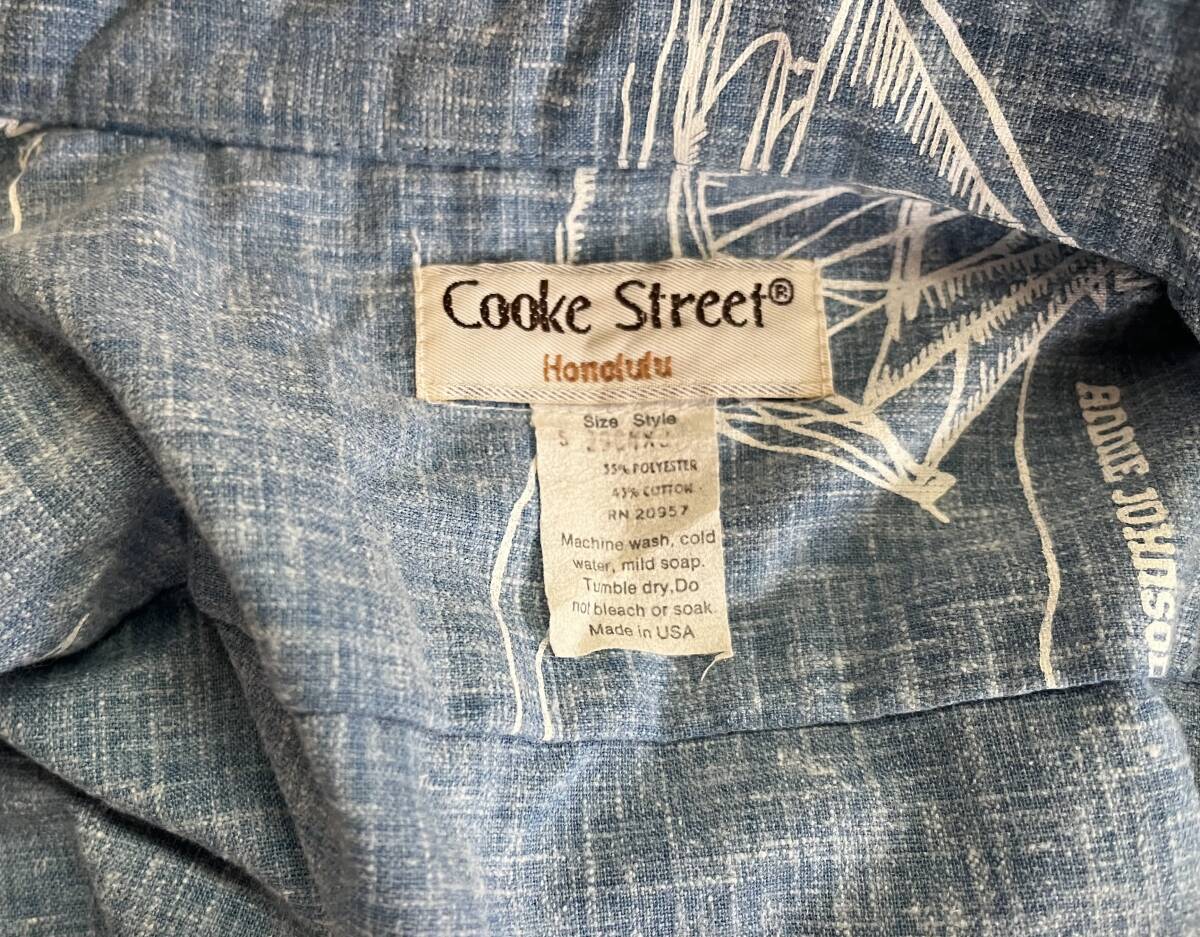 Cooke Street®
Honolulu
Size Style
S
55% POLYESTER
45% COTTON
RN 20957
Machine wash, cold
water, mild soap.
Tumble dry,Do
not bleach or soak.
Made in USA
JOHNSON